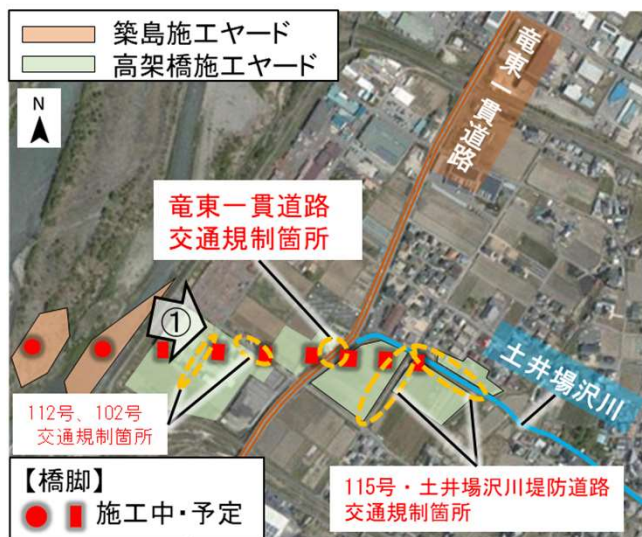 築島施工ヤード
高架橋施工ヤード
N
竜東一貫道路
竜東一貫道路
交通規制箇所
①
土井場沢川
112号、102号
交通規制箇所
115号・土井場沢川堤防道路
交通規制箇所
【橋脚】
施工中・予定